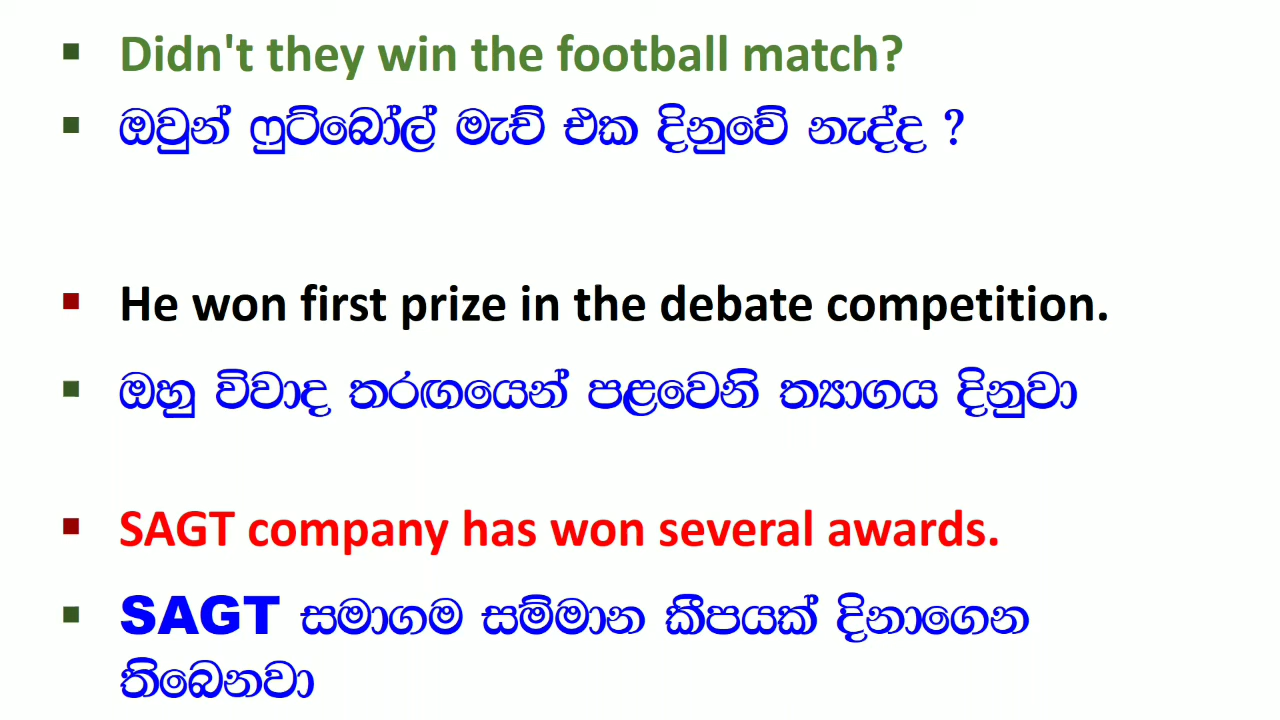 Didn't they win the football match?
ඔවුන් ෆුට්බෝල් මැච් එක දිනුවේ නැද්ද ?
He won first prize in the debate competition.
ඔහු විවාද තරඟයෙන් පළවෙනි ත්‍යාගය දිනුවා
SAGT company has won several awards.
SAGT සමාගම සම්මාන කීපයක් දිනාගෙන
තිබෙනවා